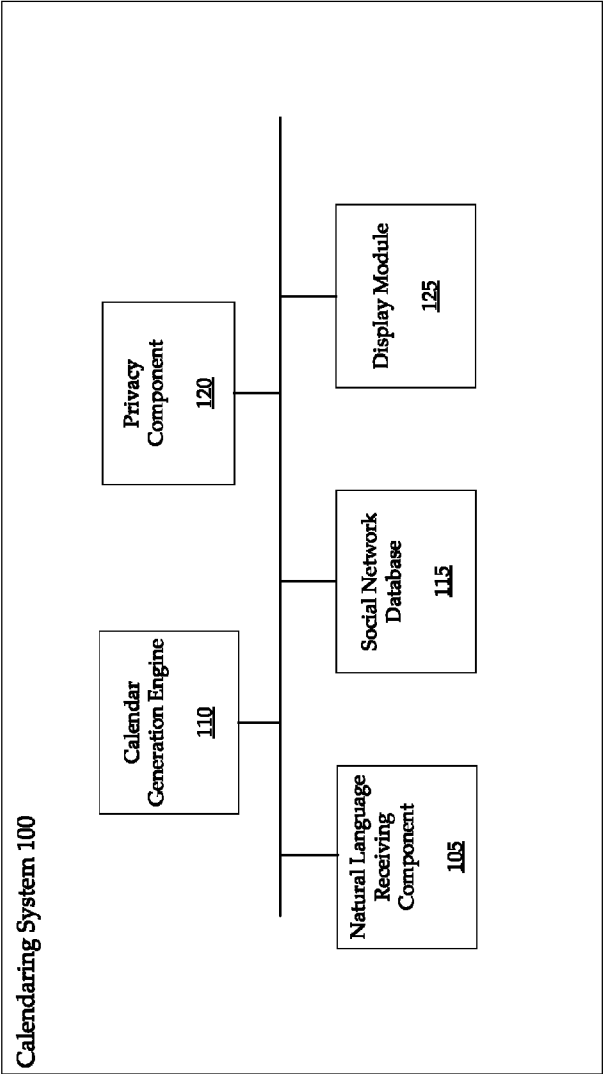 Calendaring System 100
Calendar
Generation Engine
110
Privacy
Component
120
Natural Language
Receiving
Component
105
Social Network
Database
115
Display Module
125